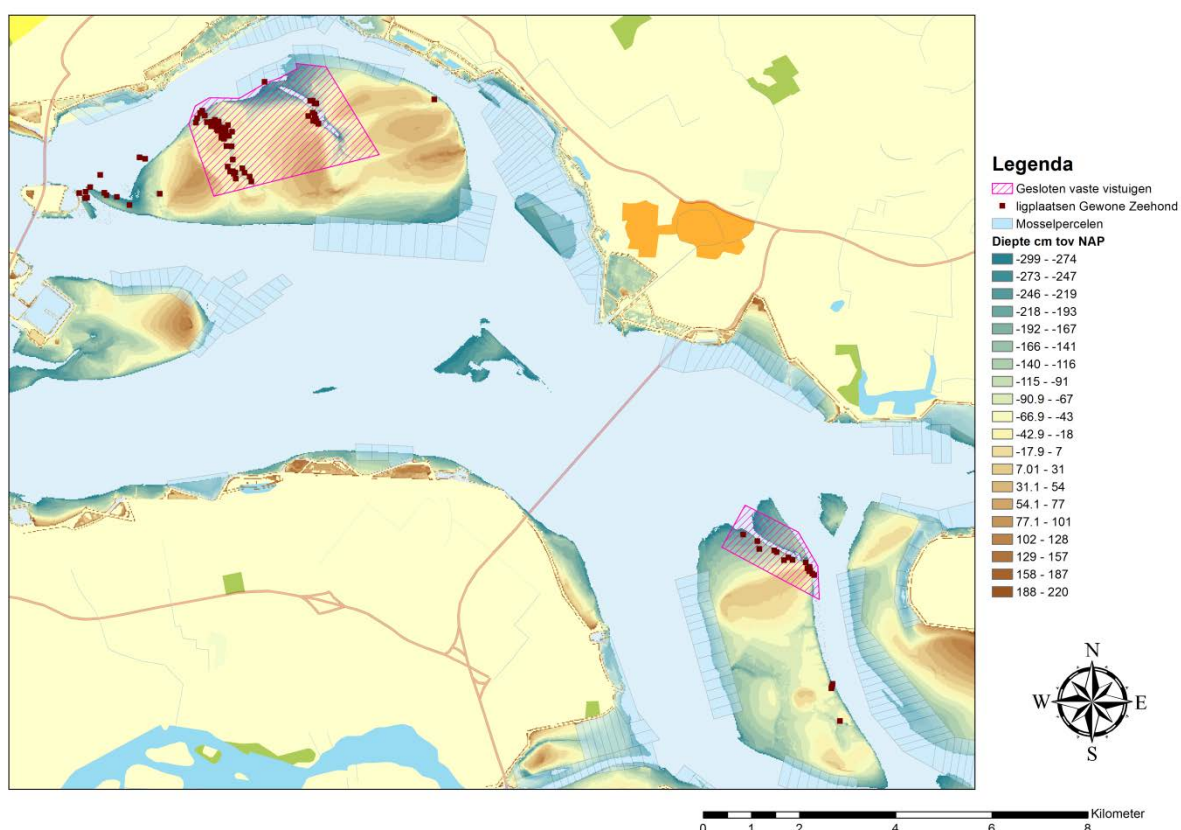 Legenda
Gesloten vaste vistuigen
ligplaatsen Gewone Zeehond
Mosselpercelen
Diepte cm tov NAP
-299 - -274
-273 - -247
-246 - -219
-218 - -193
-192 - -167
-166 - -141
-140 - -116
-115 - -91
-90.9 - -67
-66.9 - -43
-42.9 - -18
-17.9 - 7
7.01 - 31
31.1 - 54
54.1 - 77
77.1 - 101
102 - 128
129 - 157
158 - 187
188 - 220
N
W E
S
Kilometer
0 1 2 4 6 8